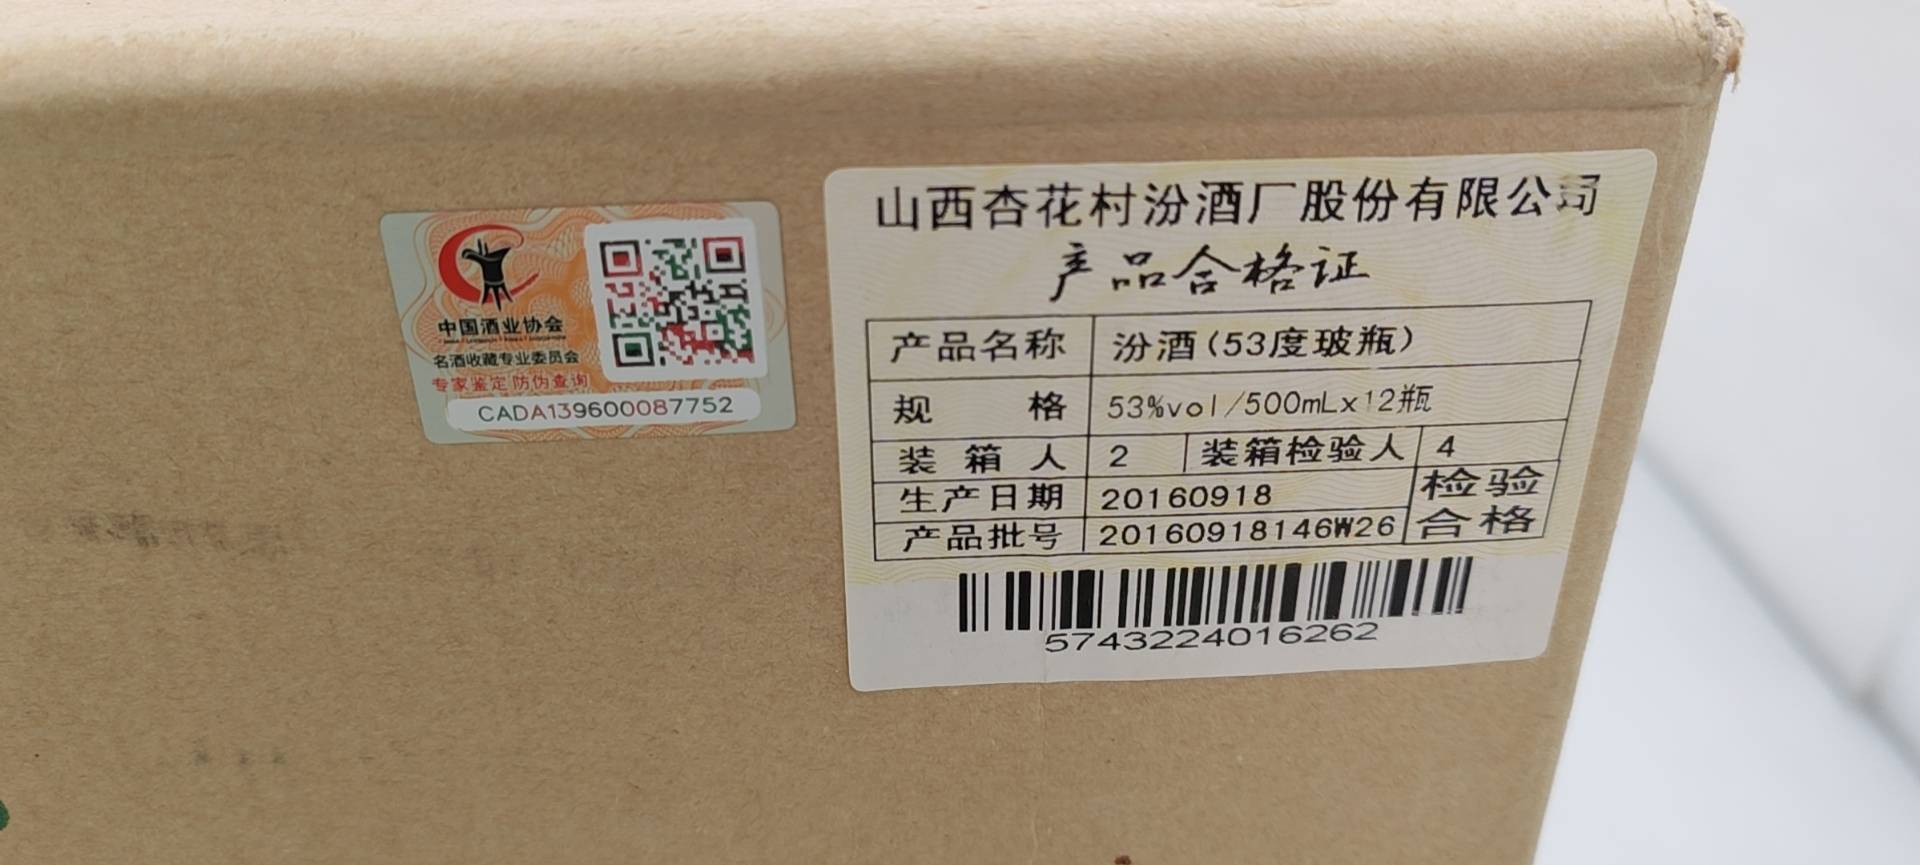 中国酒业协会
名酒收藏专业委员会
专家鉴定 防伪查询
CADA139600087752
山西杏花村汾酒厂股份有限公司
产品合格证
产品名称 汾酒(53度玻瓶)
规 格 53%vol/500mLx12瓶
装 箱 人 2 装箱检验人 4
生产日期 20160918 检验
产品批号 20160918146W26 合格
5743224016262